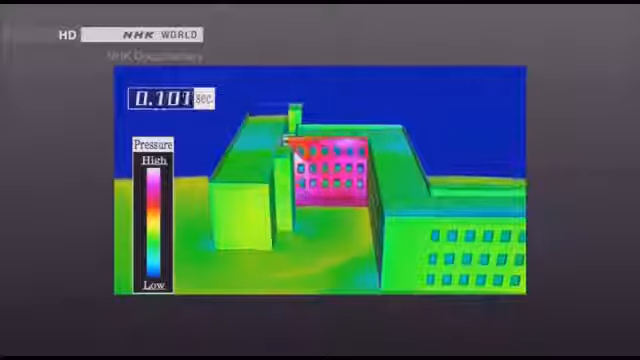 HD NHK WORLD
NHK Documentary
0.101 sec.
Pressure
High
Low